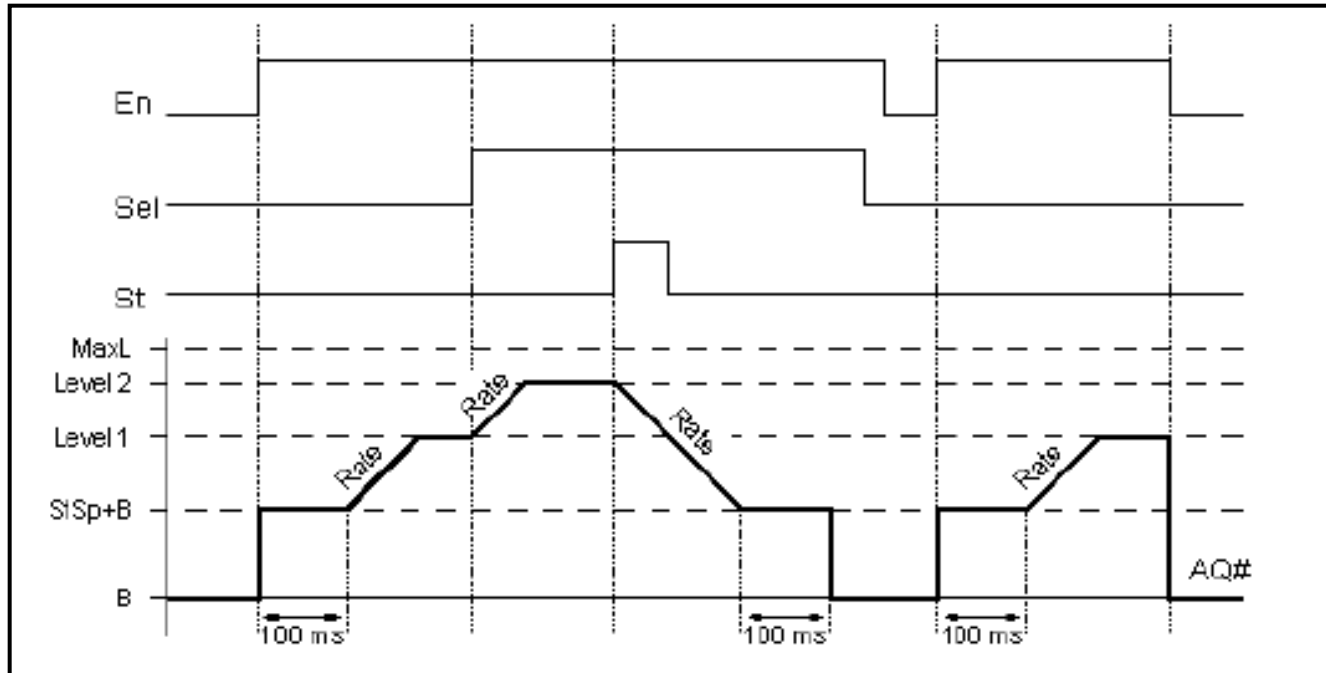 En
Sel
St
MaxL
Level 2
Rate
Level 1
Rate
Rate
Rate
StSp+B
AQ#
B
100 ms
100 ms
100 ms